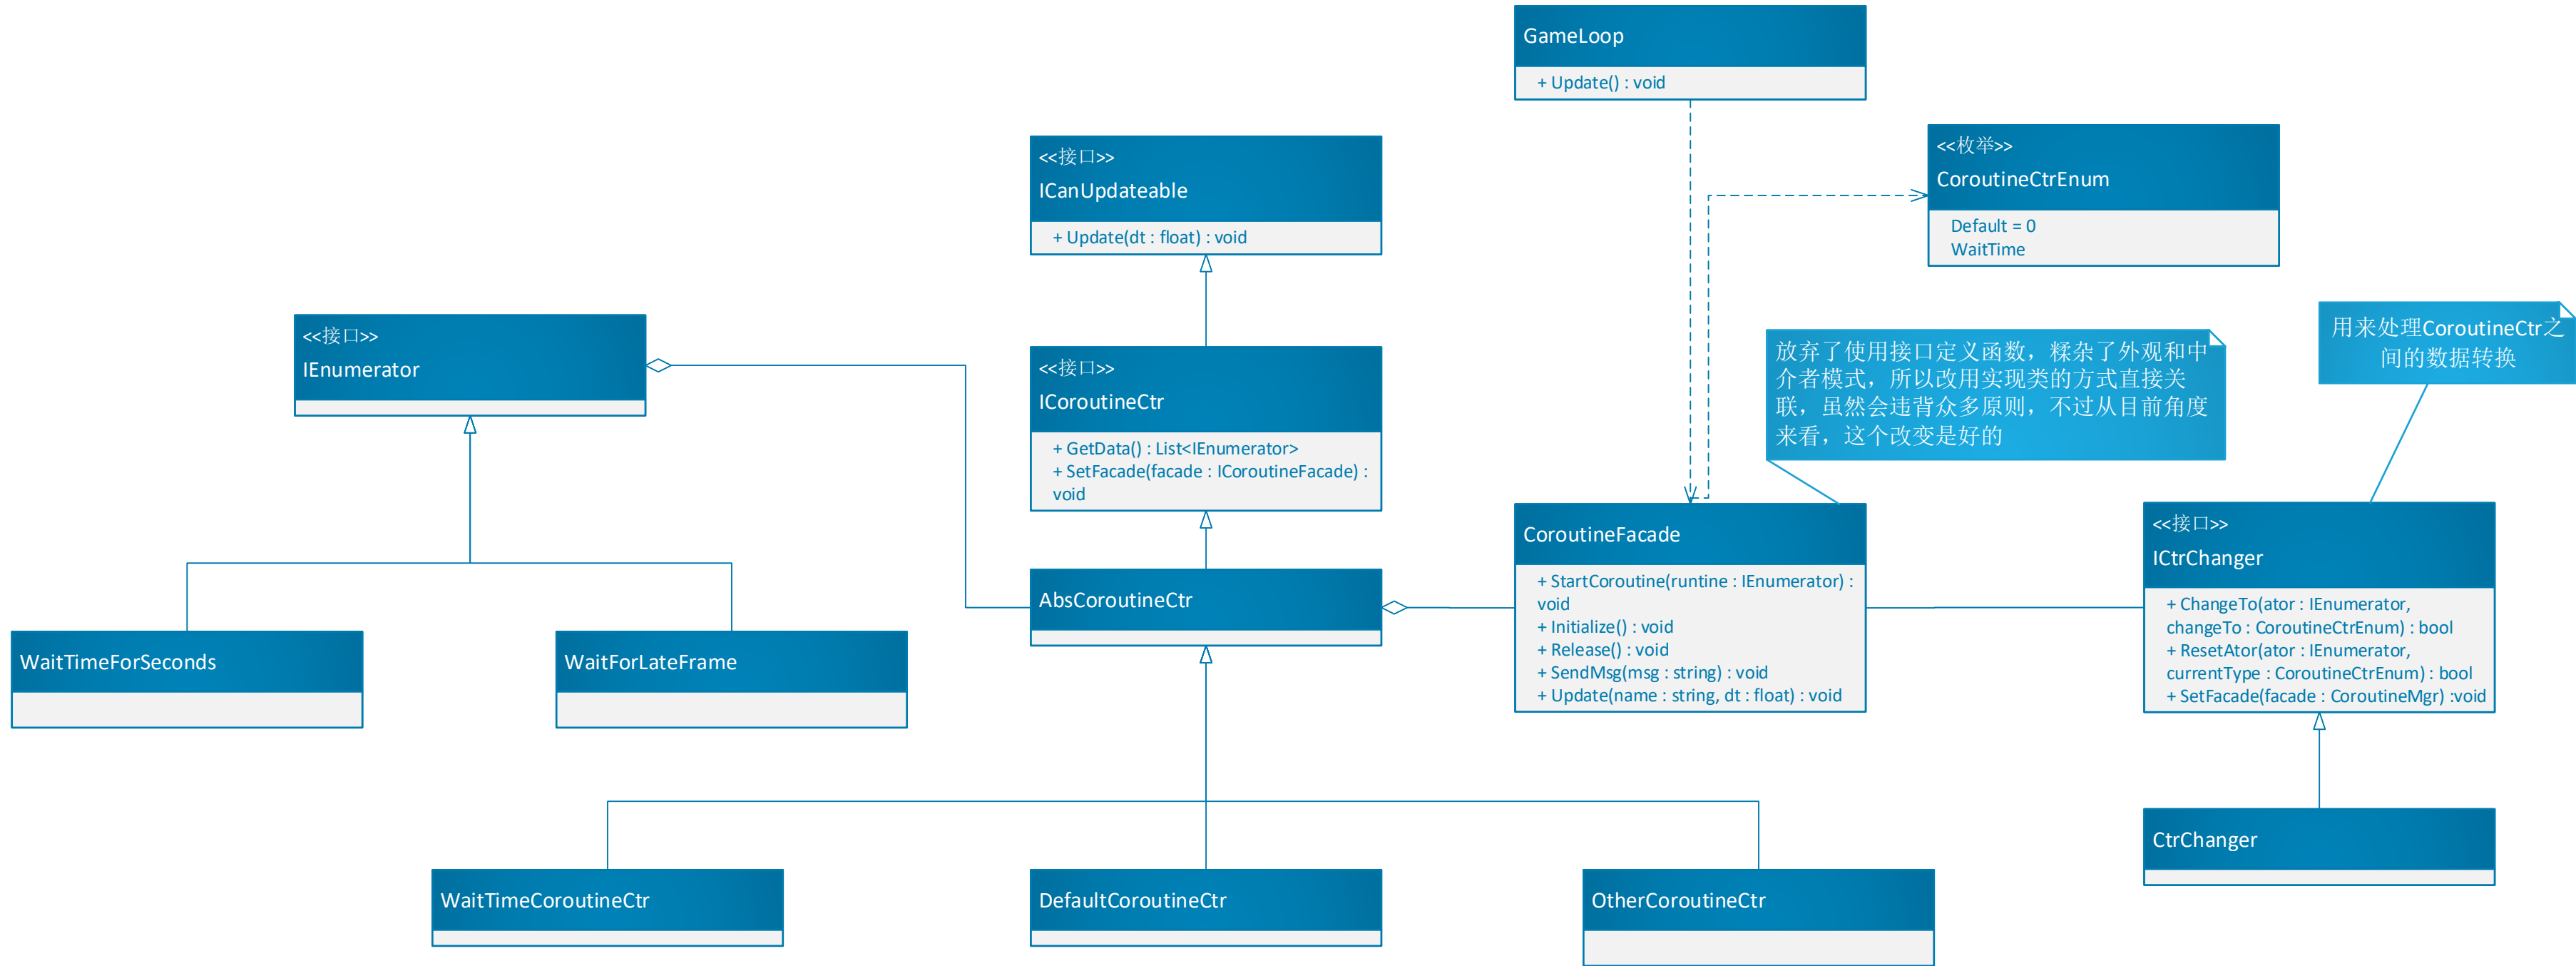 GameLoop
+ Update() : void
<<接口>>
ICanUpdateable
+ Update(dt : float) : void
<<枚举>>
CoroutineCtrEnum
Default = 0
WaitTime
<<接口>>
IEnumerator
<<接口>>
ICoroutineCtr
+ GetData() : List<IEnumerator>
+ SetFacade(facade : ICoroutineFacade) :
void
放弃了使用接口定义函数，糅杂了外观和中
介者模式，所以改用实现类的方式直接关
联，虽然会违背众多原则，不过从目前角度
来看，这个改变是好的
用来处理CoroutineCtr之
间的数据转换
AbsCoroutineCtr
CoroutineFacade
+ StartCoroutine(runtime : IEnumerator) :
void
+ Initialize() : void
+ Release() : void
+ SendMsg(msg : string) : void
+ Update(name : string, dt : float) : void
<<接口>>
ICtrChanger
+ ChangeTo(ator : IEnumerator,
changeTo : CoroutineCtrEnum) : bool
+ ResetAtor(ator : IEnumerator,
currentType : CoroutineCtrEnum) : bool
+ SetFacade(facade : CoroutineMgr) :void
WaitTimeForSeconds
WaitForLateFrame
WaitTimeCoroutineCtr
DefaultCoroutineCtr
OtherCoroutineCtr
CtrChanger